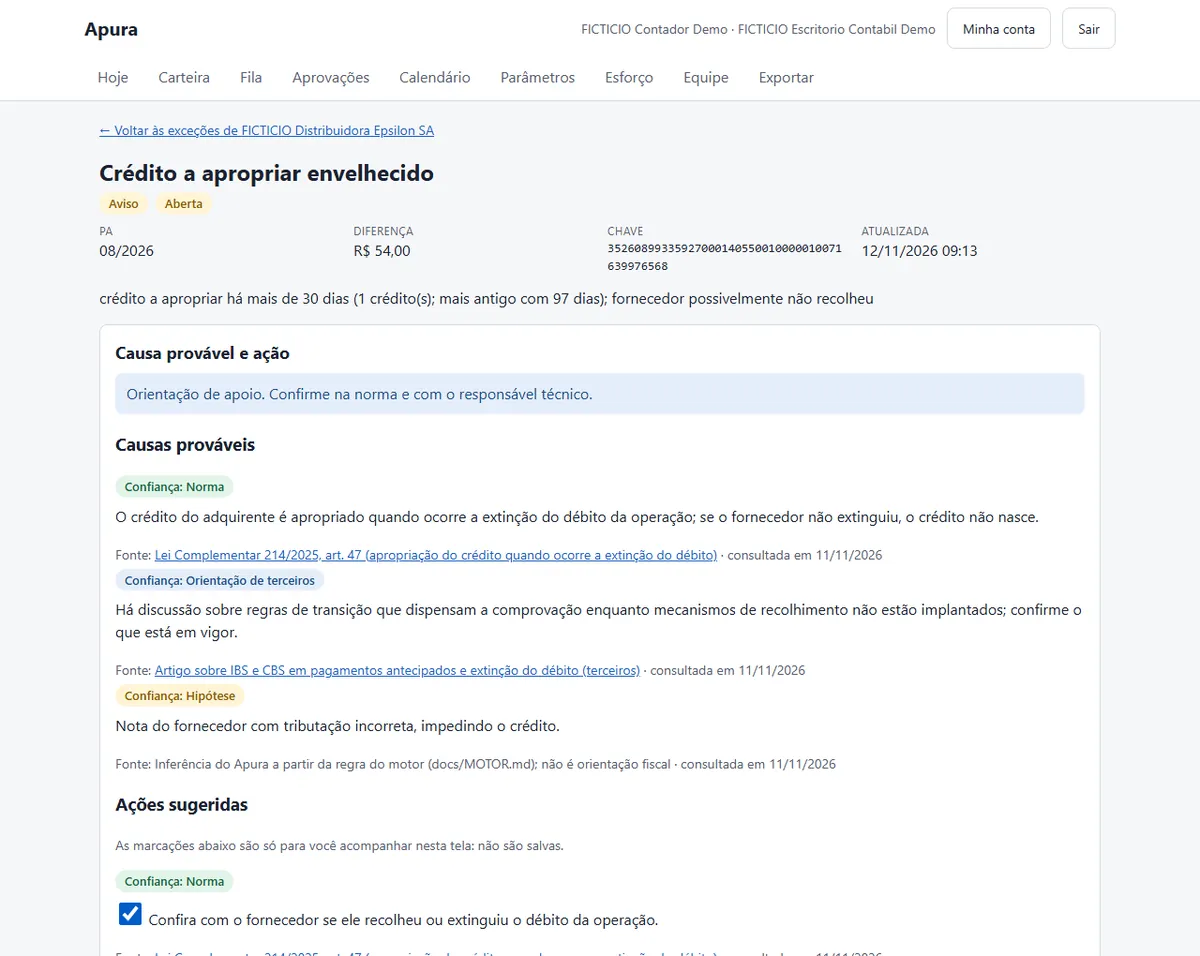 Apura
FICTICIO Contador Demo · FICTICIO Escritorio Contabil Demo
Minha conta
Sair
Hoje
Carteira
Fila
Aprovações
Calendário
Parâmetros
Esforço
Equipe
Exportar
← Voltar às exceções de FICTICIO Distribuidora Epsilon SA
Crédito a apropriar envelhecido
Aviso
Aberta
PA
08/2026
DIFERENÇA
R$ 54,00
CHAVE
35260899335927000140550010000010071
639976568
ATUALIZADA
12/11/2026 09:13
crédito a apropriar há mais de 30 dias (1 crédito(s); mais antigo com 97 dias); fornecedor possivelmente não recolheu
Causa provável e ação
Orientação de apoio. Confirme na norma e com o responsável técnico.
Causas prováveis
Confiança: Norma
O crédito do adquirente é apropriado quando ocorre a extinção do débito da operação; se o fornecedor não extinguiu, o crédito não nasce.
Fonte: Lei Complementar 214/2025, art. 47 (apropriação do crédito quando ocorre a extinção do débito) · consultada em 11/11/2026
Confiança: Orientação de terceiros
Há discussão sobre regras de transição que dispensam a comprovação enquanto mecanismos de recolhimento não estão implantados; confirme o
que está em vigor.
Fonte: Artigo sobre IBS e CBS em pagamentos antecipados e extinção do débito (terceiros) · consultada em 11/11/2026
Confiança: Hipótese
Nota do fornecedor com tributação incorreta, impedindo o crédito.
Fonte: Inferência do Apura a partir da regra do motor (docs/MOTOR.md); não é orientação fiscal · consultada em 11/11/2026
Ações sugeridas
As marcações abaixo são só para você acompanhar nesta tela: não são salvas.
Confiança: Norma
Confira com o fornecedor se ele recolheu ou extinguiu o débito da operação.